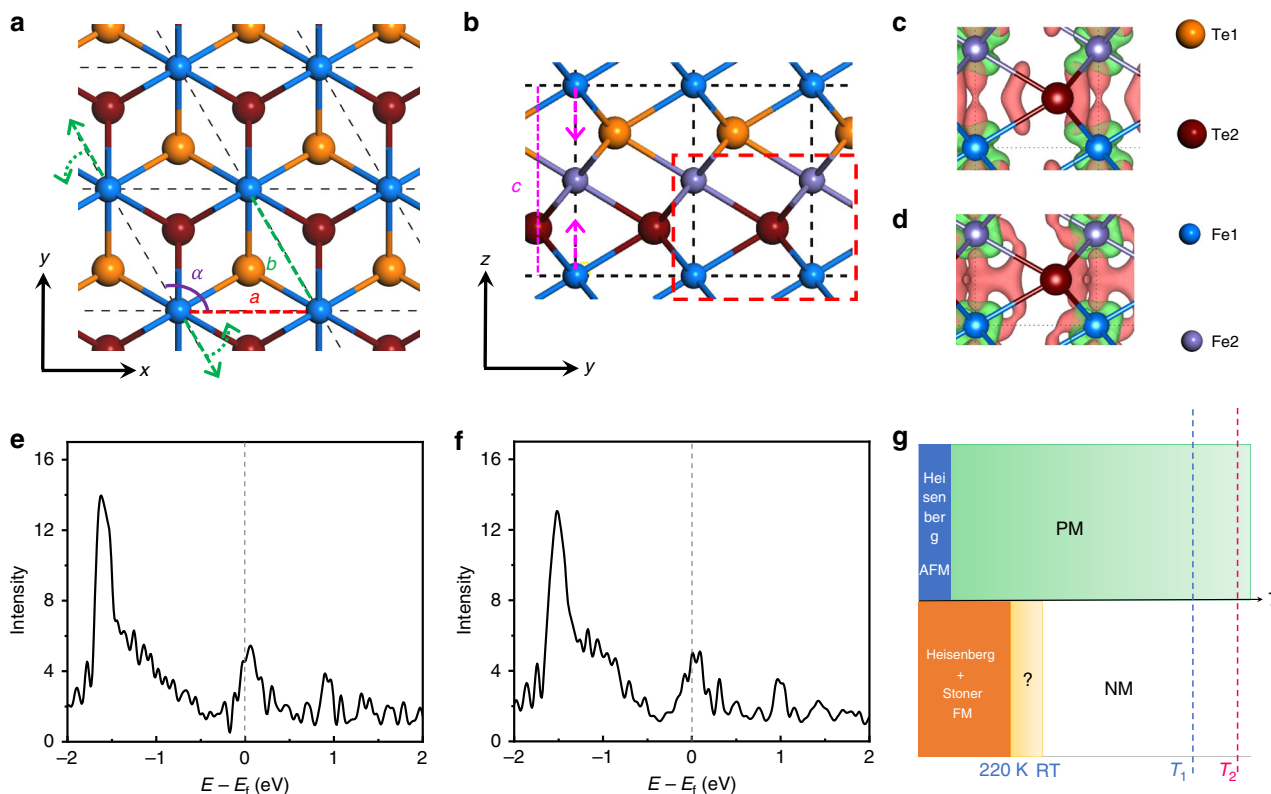 a
b
c
Te1
Te2
d
Fe1
Fe2
y
x
α
a
b
z
y
c
e
16
12
8
4
0
Intensity
−2
−1
0
1
2
E − Ef (eV)
f
16
12
8
4
0
Intensity
−2
−1
0
1
2
E − Ef (eV)
g
Hei
sen
ber
g
AFM
PM
Heisenberg
+
Stoner
FM
?
NM
220 K RT
T1
T2